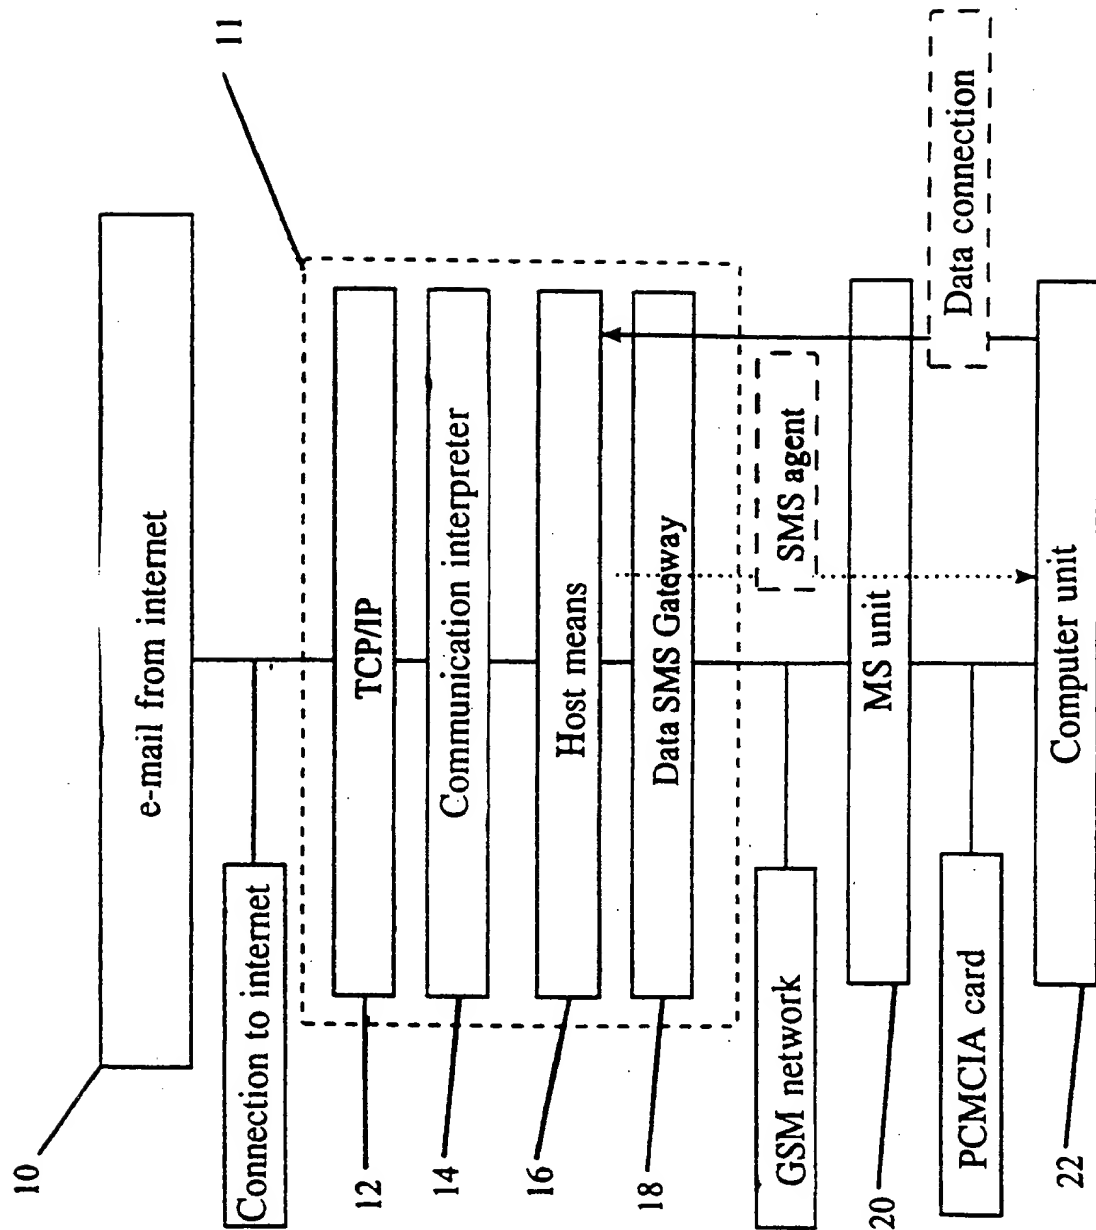 10
e-mail from internet
11
Connection to internet
12
TCP/IP
14
Communication interpreter
16
Host means
18
Data SMS Gateway
GSM network
SMS agent
20
MS unit
PCMCIA card
Data connection
22
Computer unit